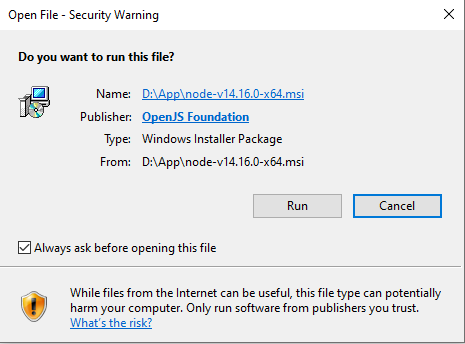 Open File - Security Warning
Do you want to run this file?
Name: D:\App\node-v14.16.0-x64.msi
Publisher: OpenJS Foundation
Type: Windows Installer Package
From: D:\App\node-v14.16.0-x64.msi
Run Cancel
Always ask before opening this file
While files from the Internet can be useful, this file type can potentially
harm your computer. Only run software from publishers you trust.
What's the risk?